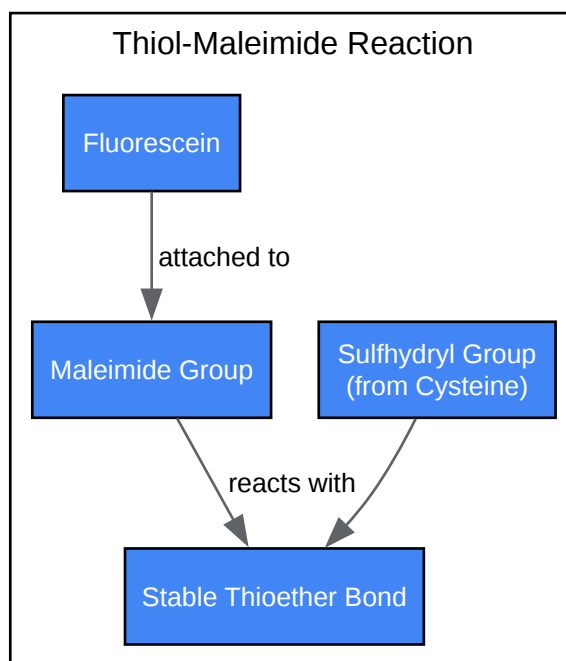 Thiol-Maleimide Reaction
Fluorescein
attached to
Maleimide Group
Sulfhydryl Group
(from Cysteine)
reacts with
Stable Thioether Bond